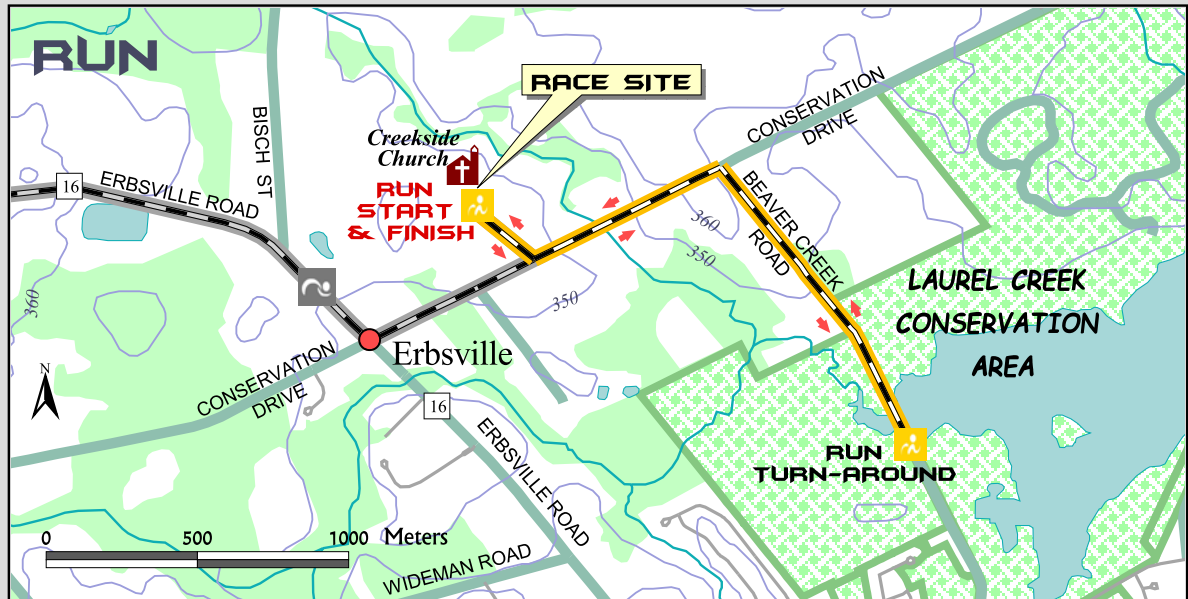 RUN
RACE SITE
CONSERVATION
DRIVE
BISCH ST
Creekside
Church
16
ERBSVILLE ROAD
RUN
START
& FINISH
BEAVER CREEK
ROAD
360
350
350
360
LAUREL CREEK
CONSERVATION
AREA
Erbsville
CONSERVATION
DRIVE
N
16
ERBSVILLE ROAD
RUN
TURN-AROUND
0 500 1000 Meters
WIDEMAN ROAD